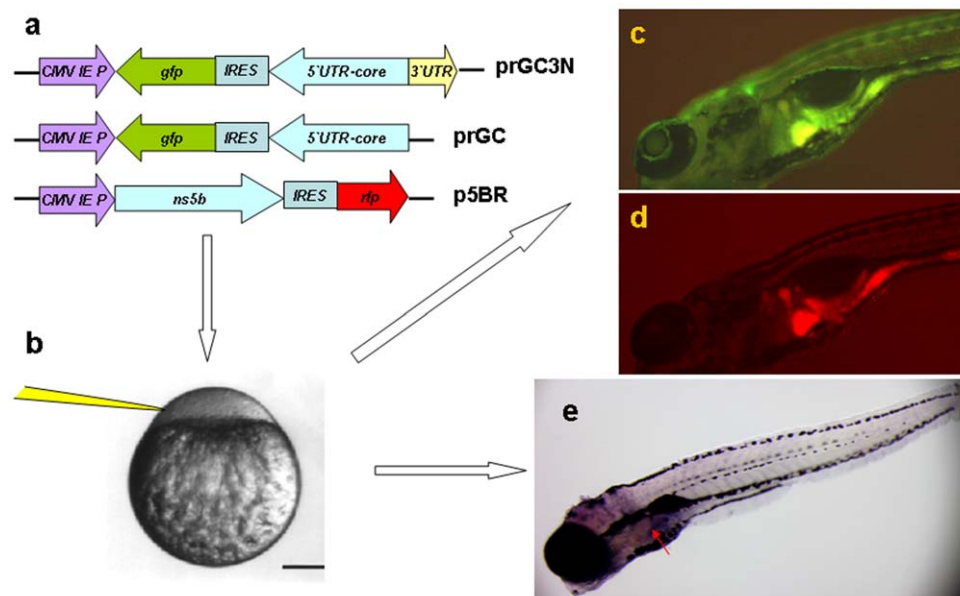 a
CMV IE P gfp IRES 5`UTR-core 3`UTR prGC3N
CMV IE P gfp IRES 5`UTR-core prGC
CMV IE P ns5b IRES rfp p5BR
b
c
d
e